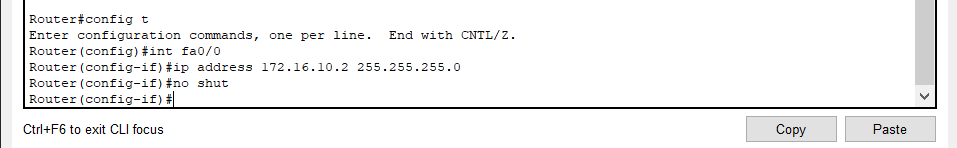 Router#config t
Enter configuration commands, one per line.  End with CNTL/Z.
Router(config)#int fa0/0
Router(config-if)#ip address 172.16.10.2 255.255.255.0
Router(config-if)#no shut
Router(config-if)#
Ctrl+F6 to exit CLI focus
Copy
Paste